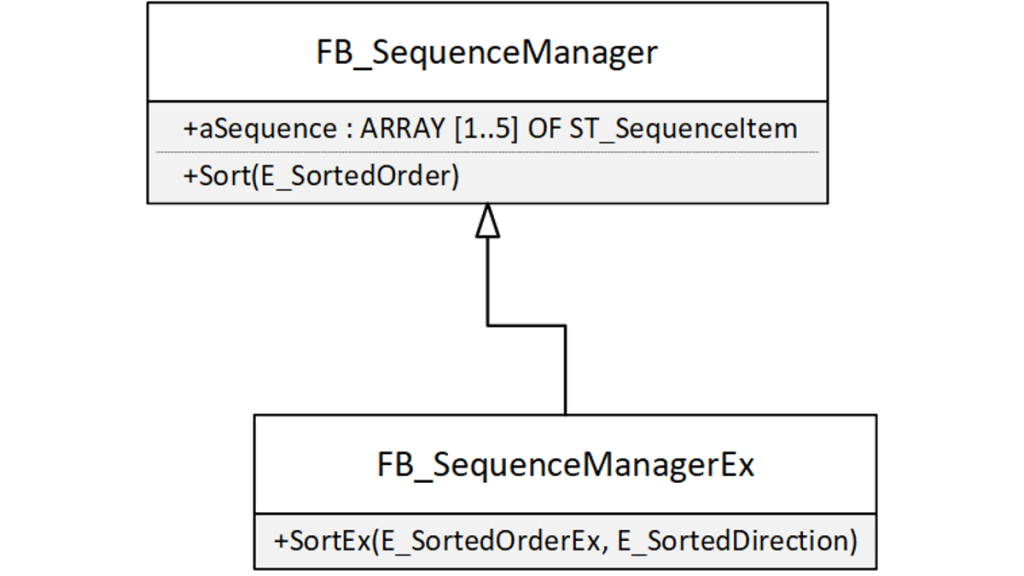 FB_SequenceManager
+aSequence : ARRAY [1..5] OF ST_SequenceItem
+Sort(E_SortedOrder)
FB_SequenceManagerEx
+SortEx(E_SortedOrderEx, E_SortedDirection)